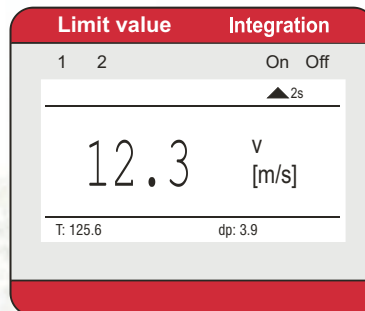 Limit value Integration
1 2 On Off
2s
12.3 v
[m/s]
T: 125.6 dp: 3.9